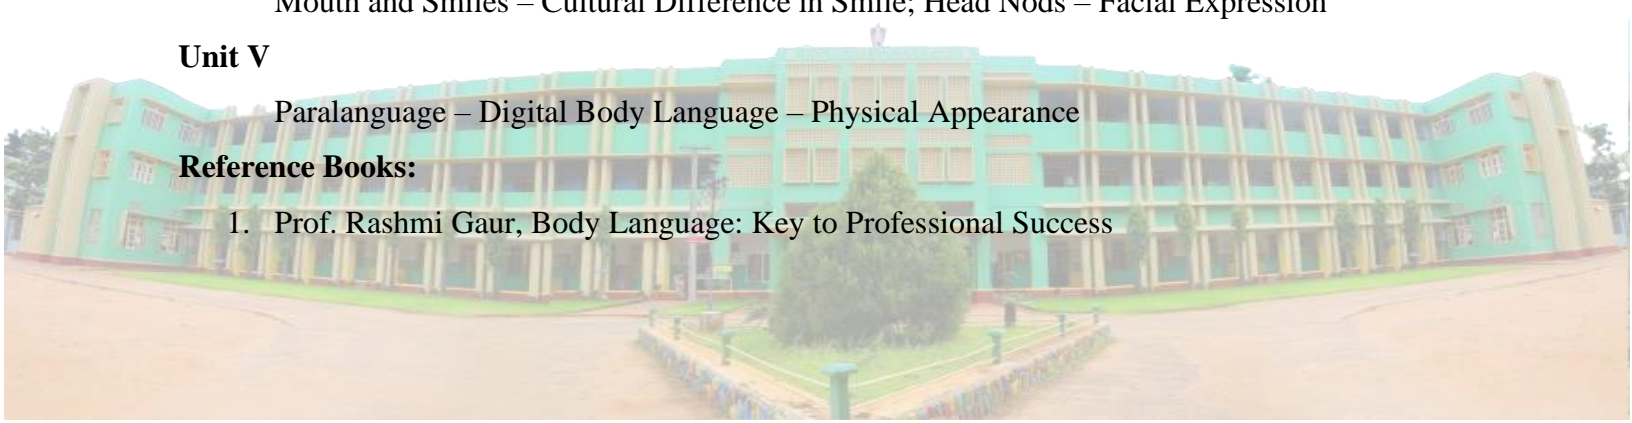 Mouth and Smiles – Cultural Difference in Smile; Head Nods – Facial Expression
Unit V
Paralanguage – Digital Body Language – Physical Appearance
Reference Books:
1. Prof. Rashmi Gaur, Body Language: Key to Professional Success